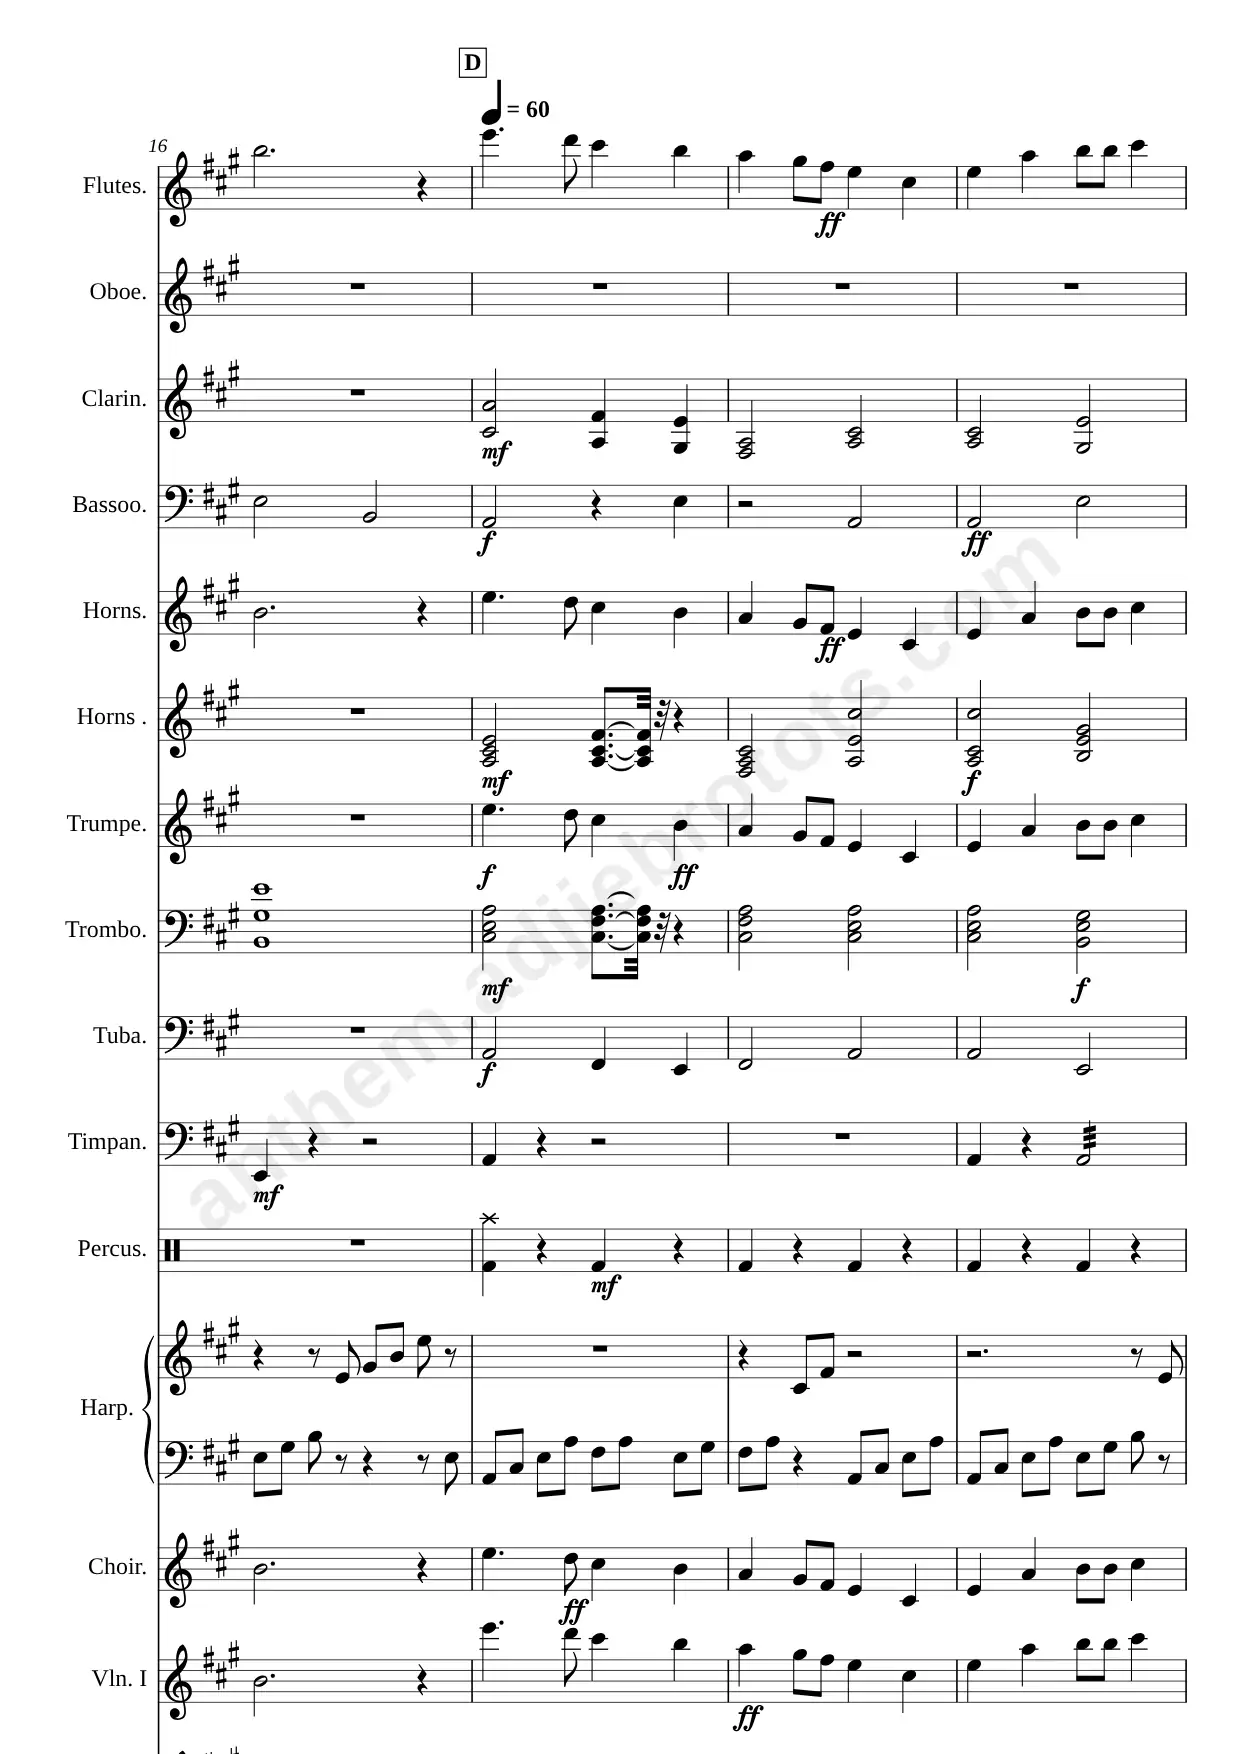 D
= 60
16
Flutes.
ff
Oboe.
Clarin.
mf
Bassoo.
f ff
Horns.
ff
Horns .
mf f
Trumpe.
f ff
Trombo.
mf f
Tuba.
f
Timpan.
mf
Percus.
mf
Harp.
Choir.
ff
Vln. I
ff
anthem.adjiebrotots.com